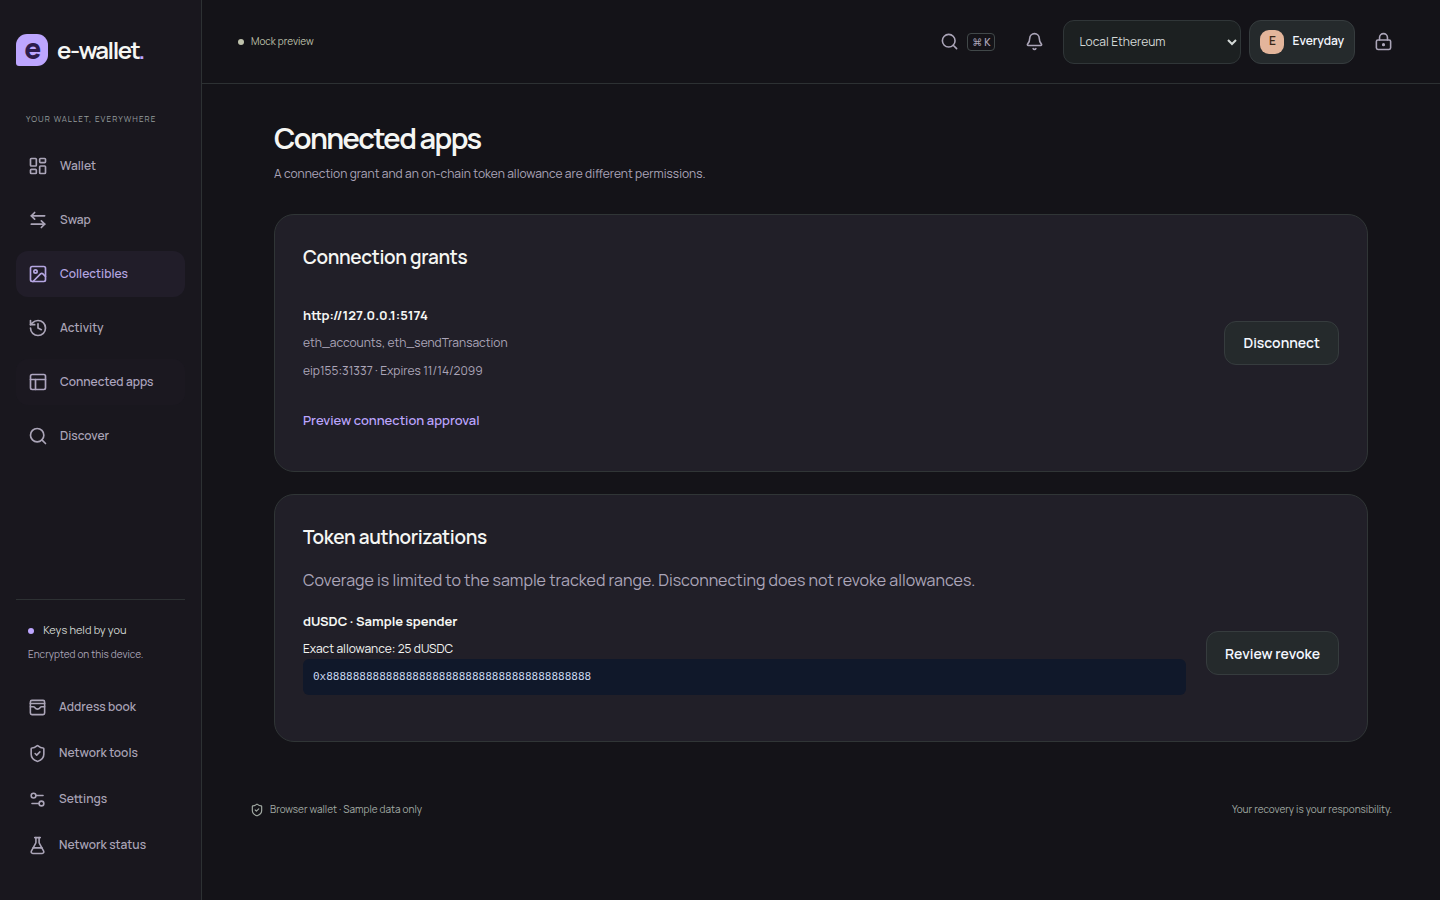 e e-wallet.
YOUR WALLET, EVERYWHERE
Wallet
Swap
Collectibles
Activity
Connected apps
Discover
Keys held by you
Encrypted on this device.
Address book
Network tools
Settings
Network status
Mock preview
⌘ K
Local Ethereum
E Everyday
Connected apps
A connection grant and an on-chain token allowance are different permissions.
Connection grants
http://127.0.0.1:5174
eth_accounts, eth_sendTransaction
eip155:31337 · Expires 11/14/2099
Disconnect
Preview connection approval
Token authorizations
Coverage is limited to the sample tracked range. Disconnecting does not revoke allowances.
dUSDC · Sample spender
Exact allowance: 25 dUSDC
0x8888888888888888888888888888888888888888
Review revoke
Browser wallet · Sample data only
Your recovery is your responsibility.